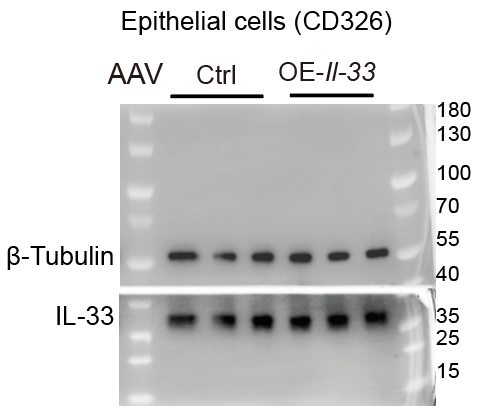 Epithelial cells (CD326)
AAV Ctrl OE-Il-33
180
130
100
70
β-Tubulin 55
40
IL-33 35
25
15